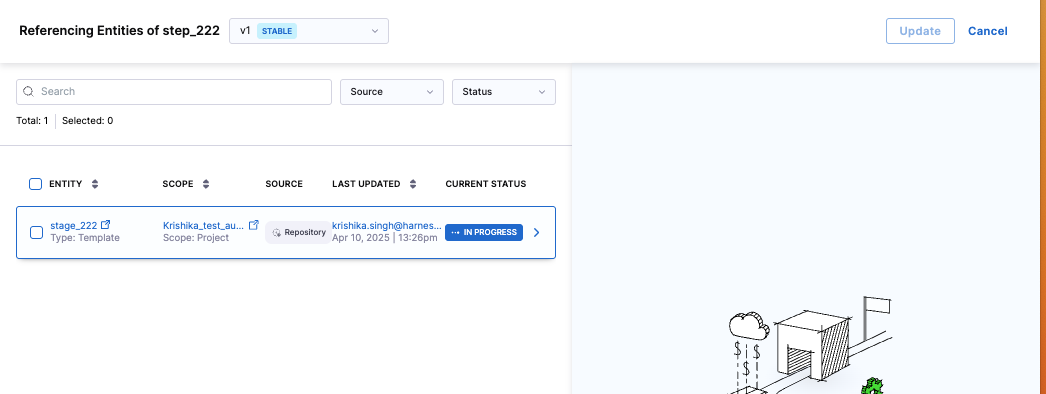 Referencing Entities of step_222
v1 STABLE
Update Cancel
Search
Source
Status
Total: 1 Selected: 0
ENTITY SCOPE SOURCE LAST UPDATED CURRENT STATUS
stage_222 Krishika_test_au... Repository krishika.singh@harnes... IN PROGRESS
Type: Template Scope: Project Apr 10, 2025 | 13:26pm
$ $
$